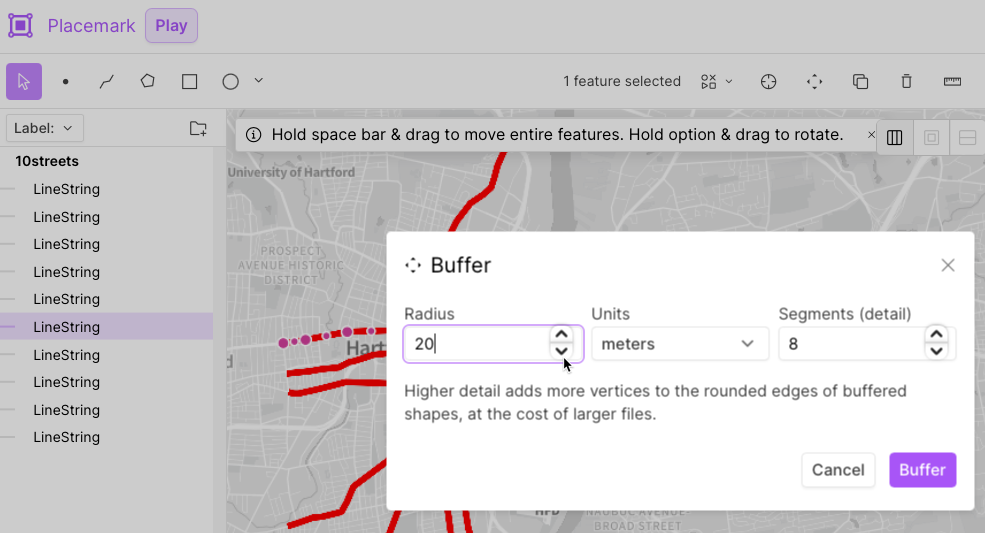 Placemark Play
1 feature selected
Label:
Hold space bar & drag to move entire features. Hold option & drag to rotate.
10streets
LineString
LineString
LineString
LineString
LineString
LineString
LineString
LineString
LineString
LineString
University of Hartford
PROSPECT
AVENUE HISTORIC
DISTRICT
Hart
d
Buffer
Radius
Units
Segments (detail)
20
meters
8
Higher detail adds more vertices to the rounded edges of buffered
shapes, at the cost of larger files.
Cancel
Buffer
HFD
NAUBUC AVENUE-
BROAD STREET